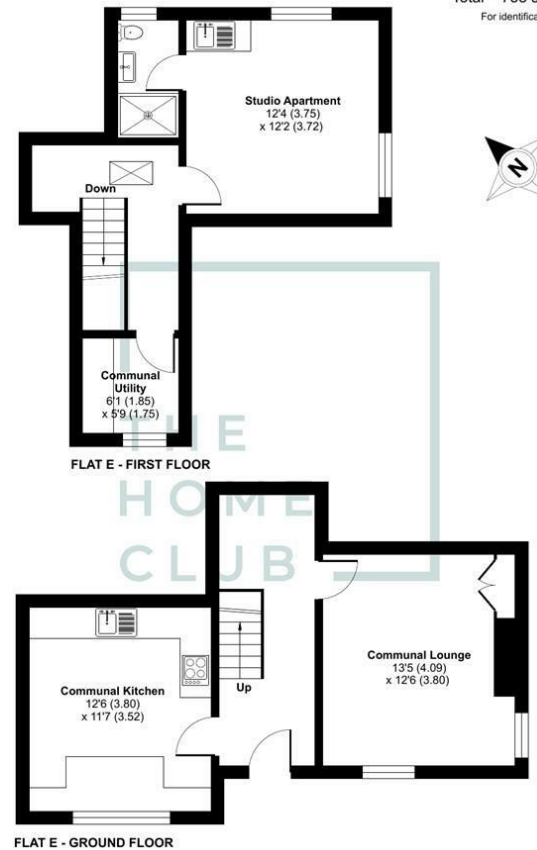 Total
For identifica
Studio Apartment
12'4 (3.75)
x 12'2 (3.72)
N
Down
Communal
Utility
6'1 (1.85)
x 5'9 (1.75)
FLAT E - FIRST FLOOR
THE
HOME
CLUB
Communal Lounge
13'5 (4.09)
x 12'6 (3.80)
Communal Kitchen
12'6 (3.80)
x 11'7 (3.52)
Up
FLAT E - GROUND FLOOR